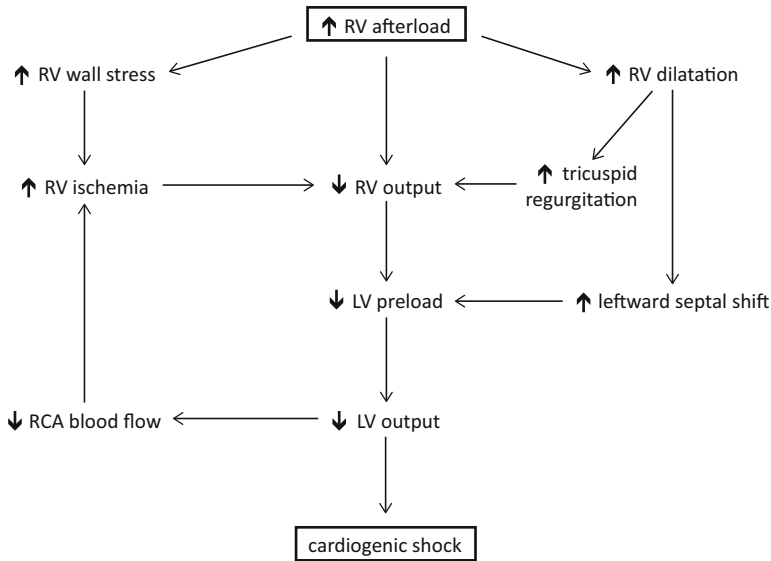 ↑ RV afterload
↑ RV wall stress
↑ RV dilatation
↑ RV ischemia
↓ RV output
↑ tricuspid
regurgitation
↓ LV preload
↑ leftward septal shift
↓ RCA blood flow
↓ LV output
cardiogenic shock